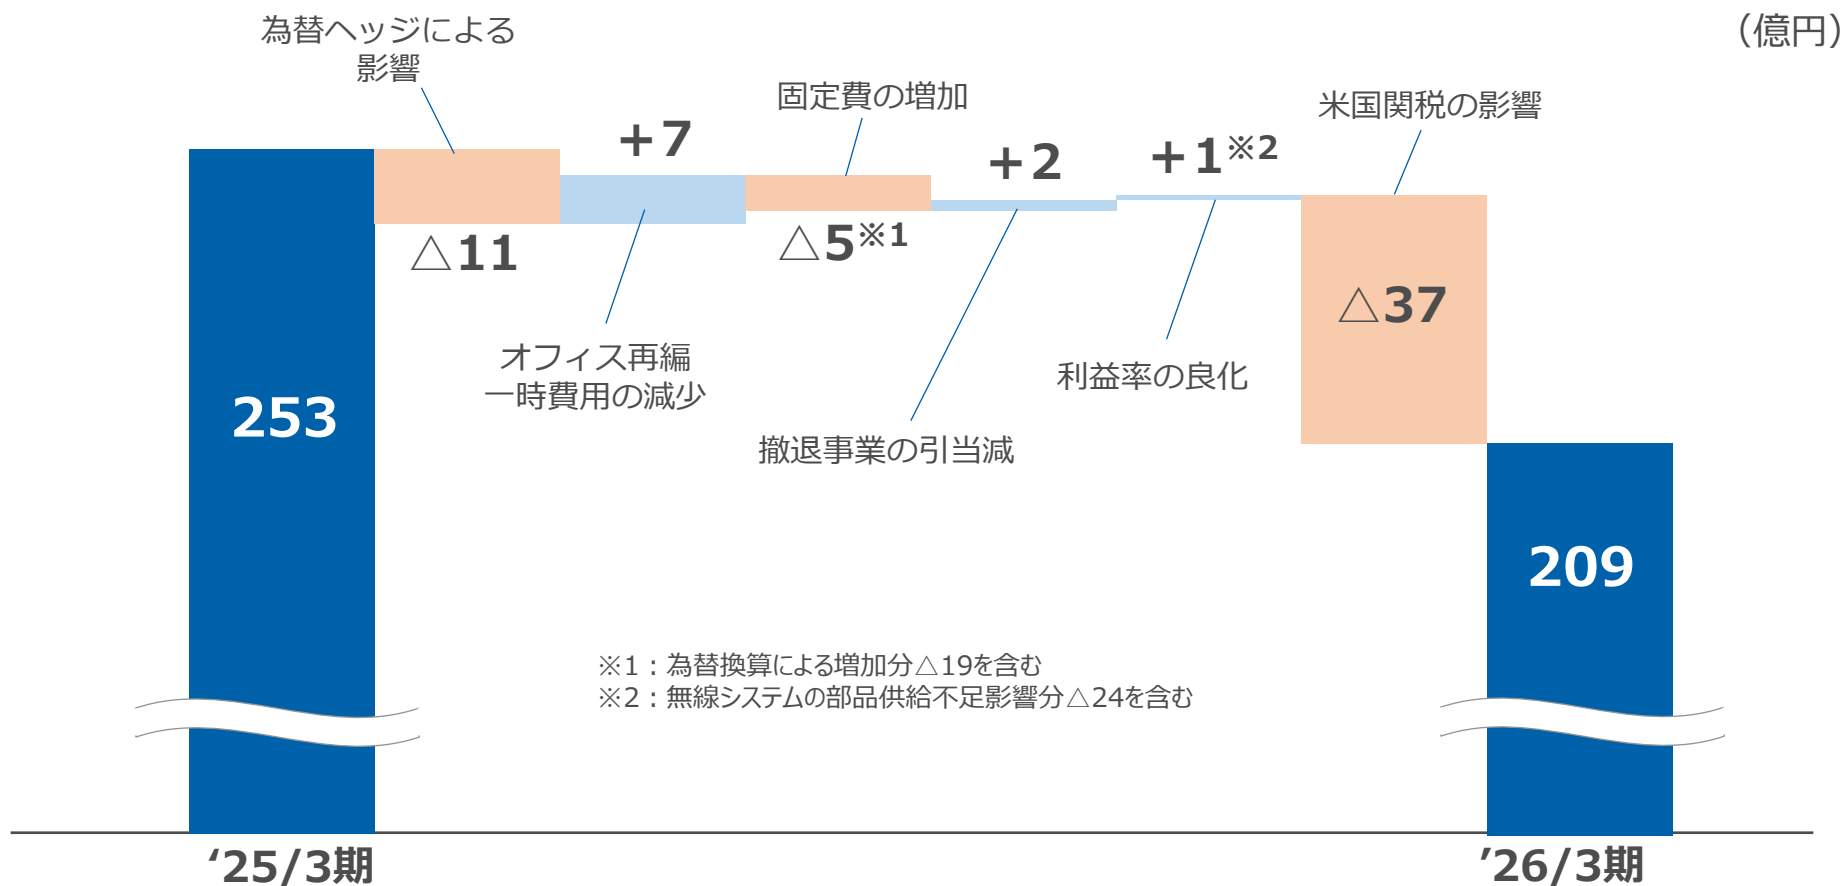 （億円）
為替ヘッジによる
影響
固定費の増加
米国関税の影響
＋7
＋2
＋1※2
△11
△5※1
△37
オフィス再編
一時費用の減少
利益率の良化
撤退事業の引当減
253
209
※1：為替換算による増加分△19を含む
※2：無線システムの部品供給不足影響分△24を含む
‘25/3期
’26/3期